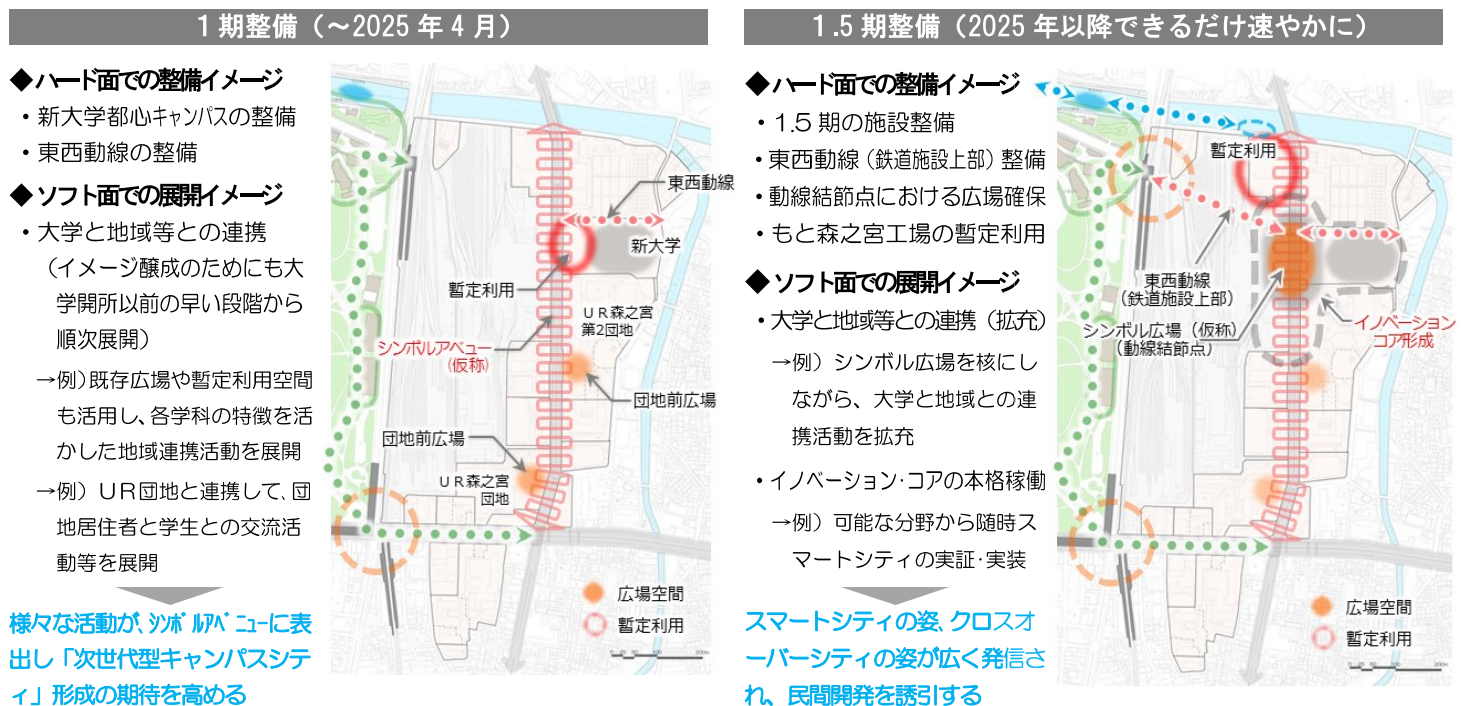 1期整備（～2025年4月）
◆ハード面での整備イメージ
・新大学都心キャンパスの整備
・東西動線の整備
◆ソフト面での展開イメージ
・大学と地域等との連携
（イメージ醸成のためにも大
学開所以前の早い段階から
順次展開）
→例）既存広場や暫定利用空間
も活用し、各学科の特徴を活
かした地域連携活動を展開
→例）ＵＲ団地と連携して、団
地居住者と学生との交流活
動等を展開
様々な活動が、シンボルアベニューに表
出し「次世代型キャンパスシテ
ィ」形成の期待を高める
東西動線
新大学
暫定利用
ＵＲ森之宮
第2団地
シンボルアベニュー
（仮称）
団地前広場
団地前広場
ＵＲ森之宮
団地
広場空間
暫定利用
0 25 50 100 200m
1.5期整備（2025年以降できるだけ速やかに）
◆ハード面での整備イメージ
・1.5期の施設整備
・東西動線（鉄道施設上部）整備
・動線結節点における広場確保
・もと森之宮工場の暫定利用
◆ソフト面での展開イメージ
・大学と地域等との連携（拡充）
→例）シンボル広場を核にし
ながら、大学と地域との連
携活動を拡充
・イノベーション・コアの本格稼働
→例）可能な分野から随時ス
マートシティの実証・実装
スマートシティの姿、クロスオ
ーバーシティの姿が広く発信さ
れ、民間開発を誘引する
暫定利用
東西動線
（鉄道施設上部）
シンボル広場（仮称）
（動線結節点）
イノベーション
コア形成
広場空間
暫定利用
0 25 50 100 200m